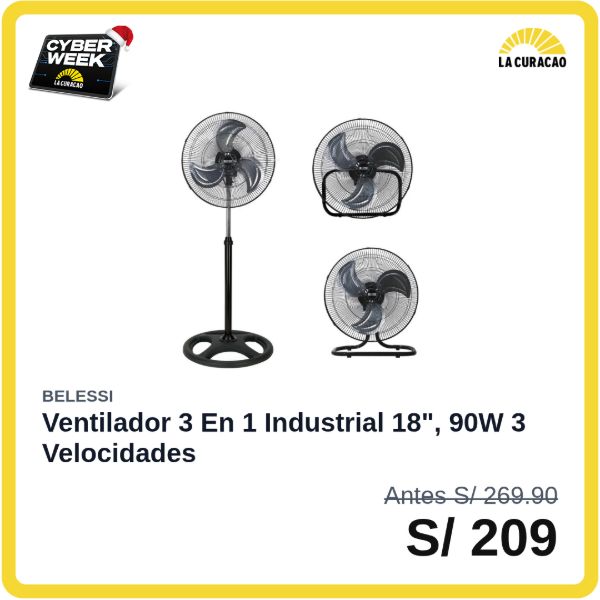 CYBER
WEEK
LA CURACAO
LA CURACAO
BELESSI
Ventilador 3 En 1 Industrial 18", 90W 3
Velocidades
Antes S/ 269.90
S/ 209